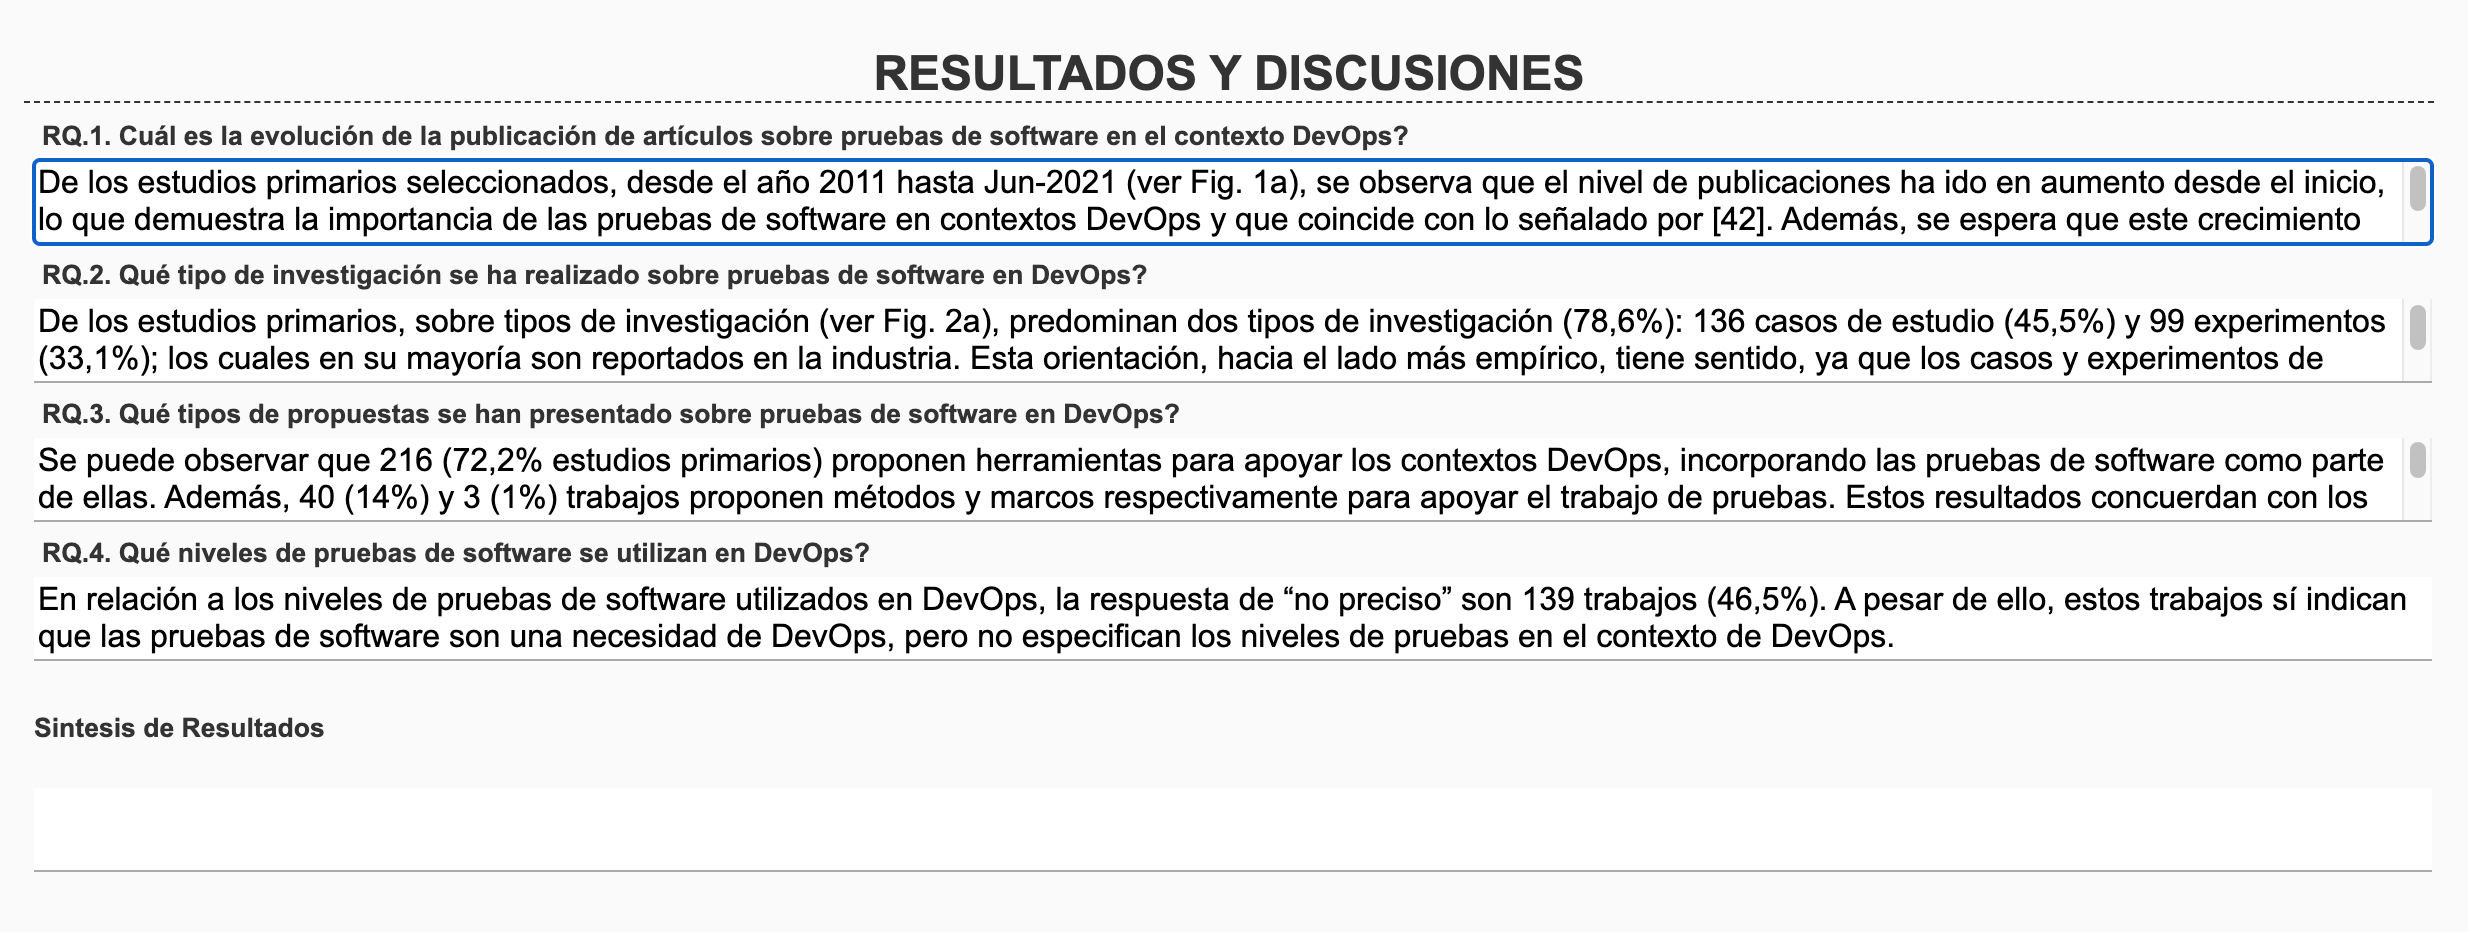 RESULTADOS Y DISCUSIONES
RQ.1. Cuál es la evolución de la publicación de artículos sobre pruebas de software en el contexto DevOps?
De los estudios primarios seleccionados, desde el año 2011 hasta Jun-2021 (ver Fig. 1a), se observa que el nivel de publicaciones ha ido en aumento desde el inicio,
lo que demuestra la importancia de las pruebas de software en contextos DevOps y que coincide con lo señalado por [42]. Además, se espera que este crecimiento
RQ.2. Qué tipo de investigación se ha realizado sobre pruebas de software en DevOps?
De los estudios primarios, sobre tipos de investigación (ver Fig. 2a), predominan dos tipos de investigación (78,6%): 136 casos de estudio (45,5%) y 99 experimentos
(33,1%); los cuales en su mayoría son reportados en la industria. Esta orientación, hacia el lado más empírico, tiene sentido, ya que los casos y experimentos de
RQ.3. Qué tipos de propuestas se han presentado sobre pruebas de software en DevOps?
Se puede observar que 216 (72,2% estudios primarios) proponen herramientas para apoyar los contextos DevOps, incorporando las pruebas de software como parte
de ellas. Además, 40 (14%) y 3 (1%) trabajos proponen métodos y marcos respectivamente para apoyar el trabajo de pruebas. Estos resultados concuerdan con los
RQ.4. Qué niveles de pruebas de software se utilizan en DevOps?
En relación a los niveles de pruebas de software utilizados en DevOps, la respuesta de “no preciso” son 139 trabajos (46,5%). A pesar de ello, estos trabajos sí indican
que las pruebas de software son una necesidad de DevOps, pero no especifican los niveles de pruebas en el contexto de DevOps.
Sintesis de Resultados